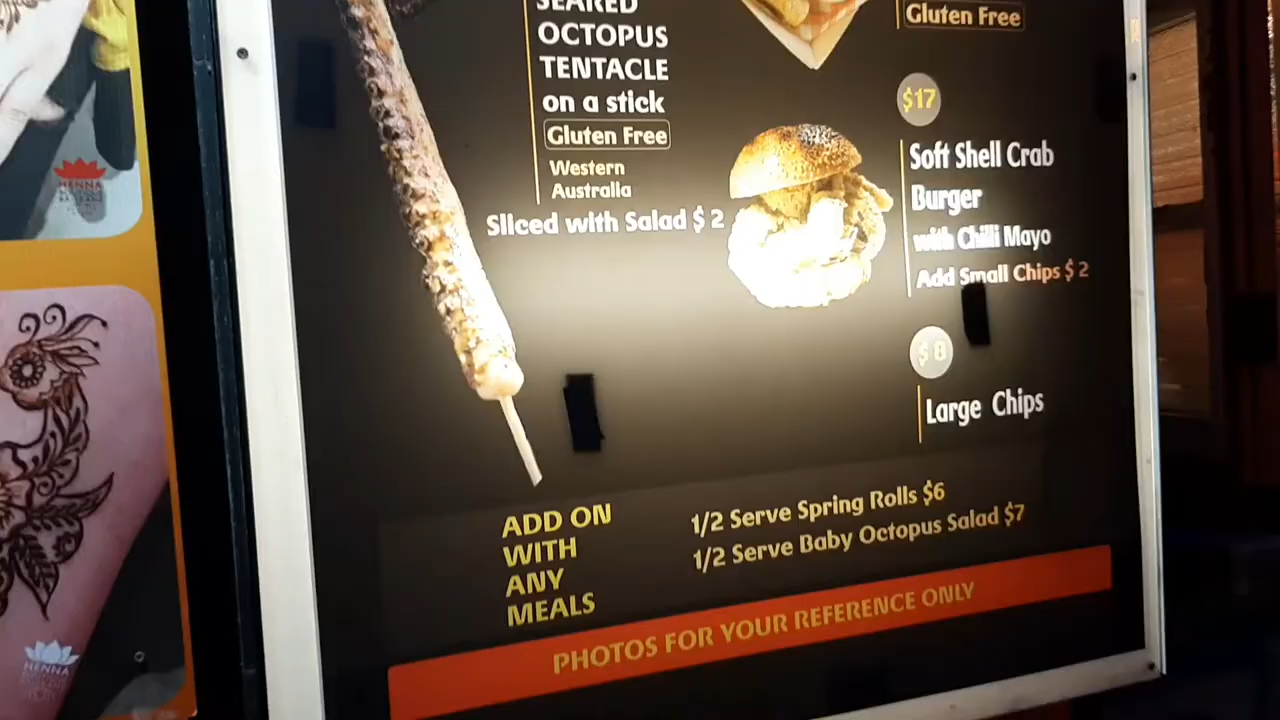 SEARED
OCTOPUS
TENTACLE
on a stick
Gluten Free
Western
Australia
Sliced with Salad $ 2
Gluten Free
$17
Soft Shell Crab
Burger
with Chilli Mayo
Add Small Chips $ 2
$ 8
Large Chips
ADD ON
WITH
ANY
MEALS
1/2 Serve Spring Rolls $6
1/2 Serve Baby Octopus Salad $7
PHOTOS FOR YOUR REFERENCE ONLY
HENNA
HENNA